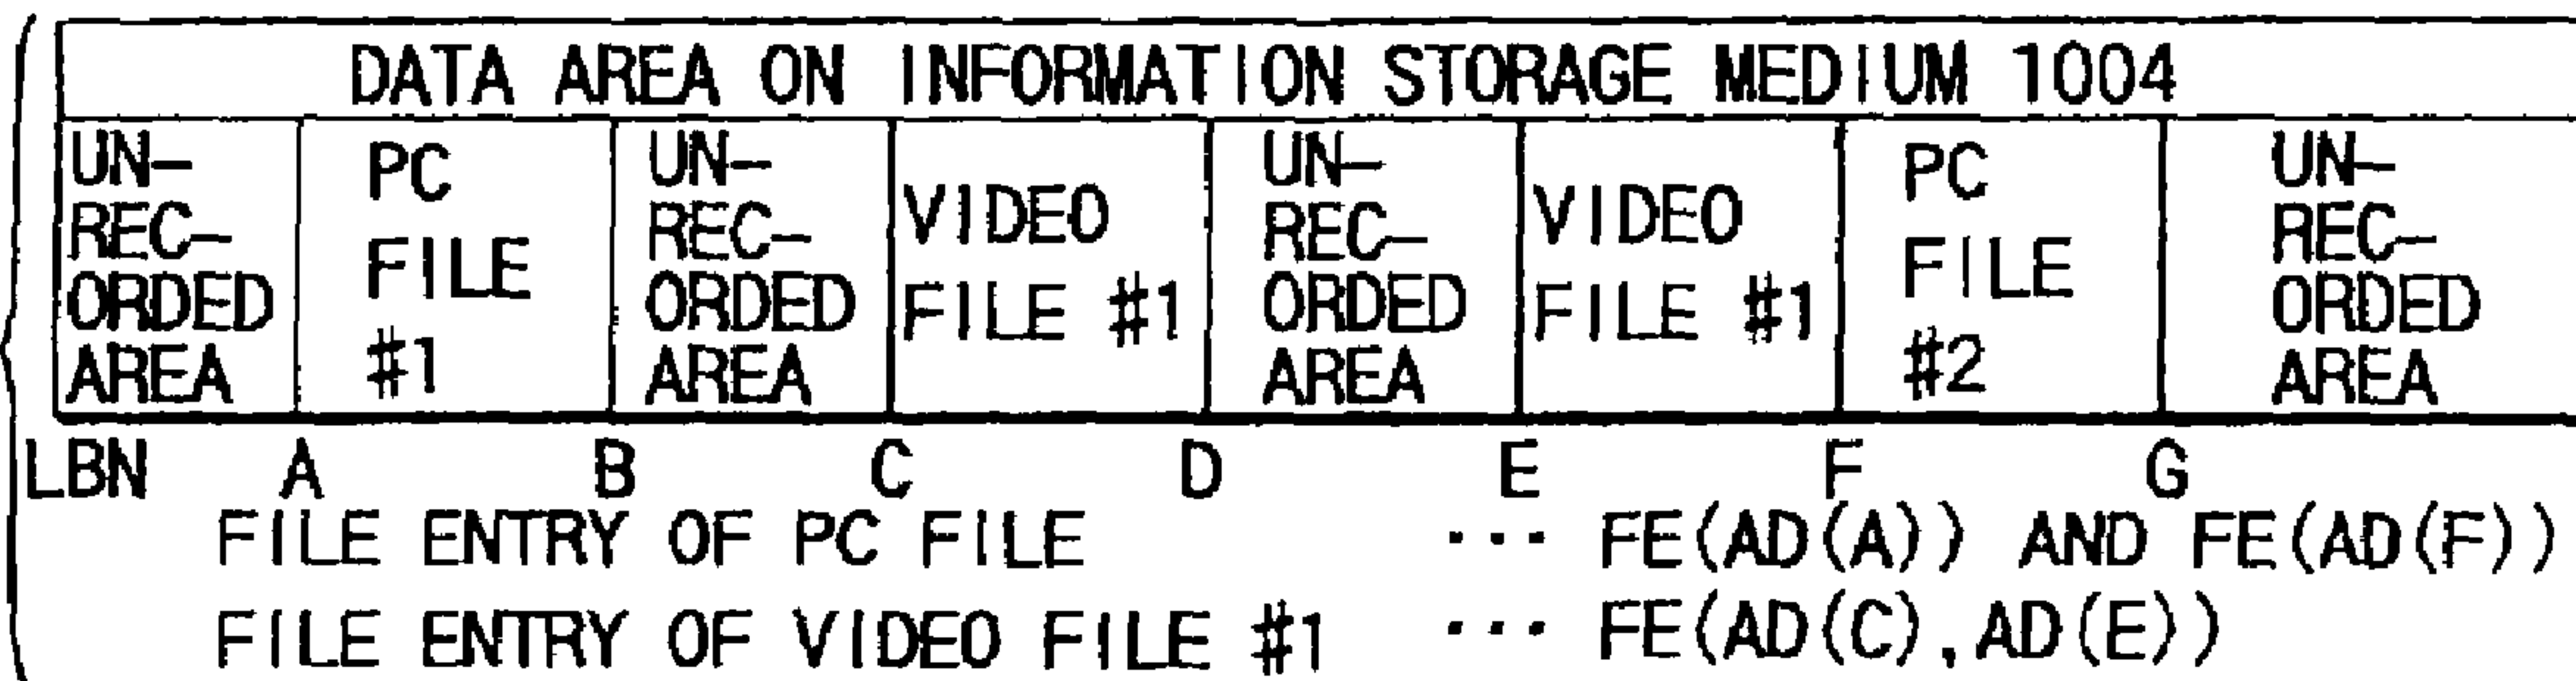 DATA AREA ON INFORMATION STORAGE MEDIUM 1004
UN-
REC-
ORDED
AREA
PC
FILE
#1
UN-
REC-
ORDED
AREA
VIDEO
FILE #1
UN-
REC-
ORDED
AREA
VIDEO
FILE #1
PC
FILE
#2
UN-
REC-
ORDED
AREA
LBN A B C D E F G
FILE ENTRY OF PC FILE ··· FE(AD(A)) AND FE(AD(F))
FILE ENTRY OF VIDEO FILE #1 ··· FE(AD(C),AD(E))